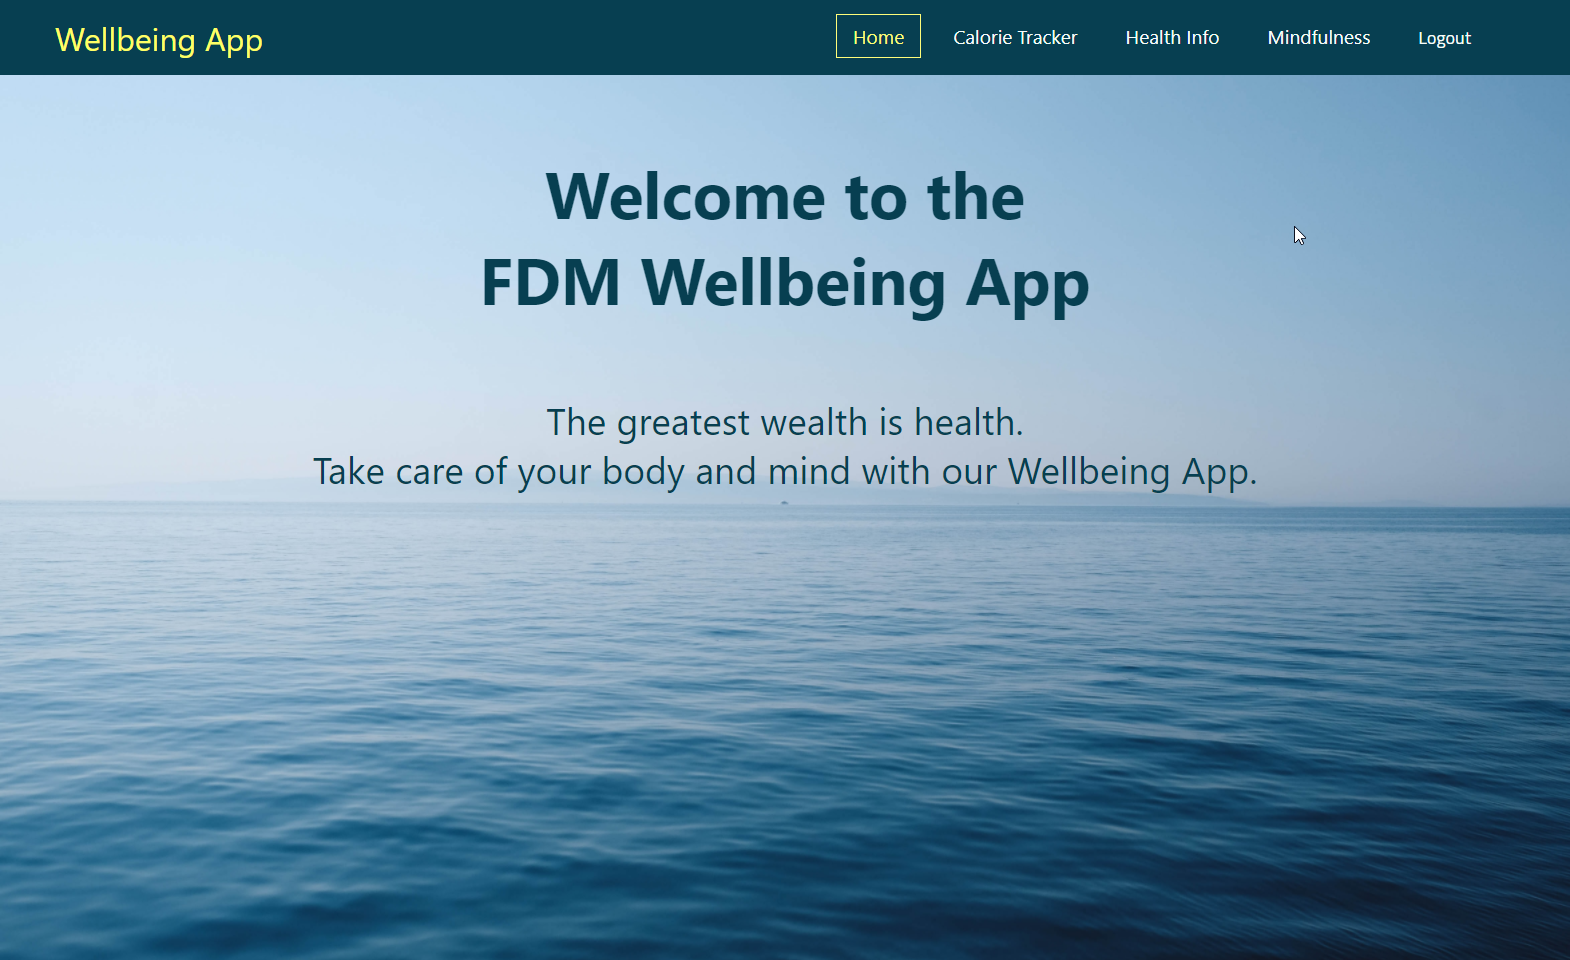 Wellbeing App
Home Calorie Tracker Health Info Mindfulness Logout
Welcome to the
FDM Wellbeing App
The greatest wealth is health.
Take care of your body and mind with our Wellbeing App.